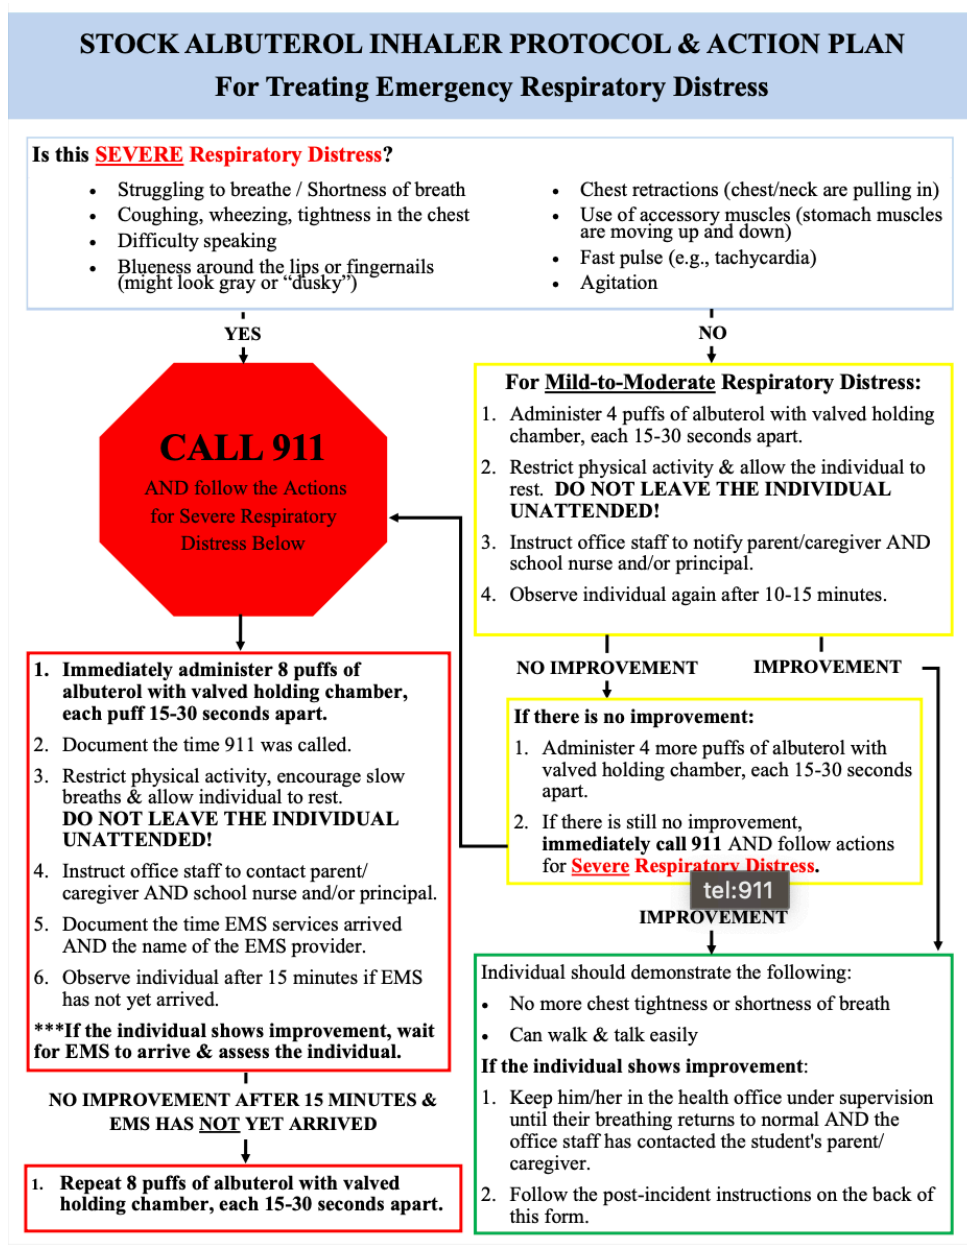 STOCK ALBUTEROL INHALER PROTOCOL & ACTION PLAN
For Treating Emergency Respiratory Distress
Is this SEVERE Respiratory Distress?
• Struggling to breathe / Shortness of breath
• Coughing, wheezing, tightness in the chest
• Difficulty speaking
• Blueness around the lips or fingernails
(might look gray or “dusky”)
• Chest retractions (chest/neck are pulling in)
• Use of accessory muscles (stomach muscles
are moving up and down)
• Fast pulse (e.g., tachycardia)
• Agitation
YES
NO
CALL 911
AND follow the Actions
for Severe Respiratory
Distress Below
For Mild-to-Moderate Respiratory Distress:
1. Administer 4 puffs of albuterol with valved holding
chamber, each 15-30 seconds apart.
2. Restrict physical activity & allow the individual to
rest. DO NOT LEAVE THE INDIVIDUAL
UNATTENDED!
3. Instruct office staff to notify parent/caregiver AND
school nurse and/or principal.
4. Observe individual again after 10-15 minutes.
NO IMPROVEMENT
IMPROVEMENT
1. Immediately administer 8 puffs of
albuterol with valved holding chamber,
each puff 15-30 seconds apart.
2. Document the time 911 was called.
3. Restrict physical activity, encourage slow
breaths & allow individual to rest.
DO NOT LEAVE THE INDIVIDUAL
UNATTENDED!
4. Instruct office staff to contact parent/
caregiver AND school nurse and/or principal.
5. Document the time EMS services arrived
AND the name of the EMS provider.
6. Observe individual after 15 minutes if EMS
has not yet arrived.
***If the individual shows improvement, wait
for EMS to arrive & assess the individual.
If there is no improvement:
1. Administer 4 more puffs of albuterol with
valved holding chamber, each 15-30 seconds
apart.
2. If there is still no improvement,
immediately call 911 AND follow actions
for Severe Respiratory Distress.
tel:911
IMPROVEMENT
NO IMPROVEMENT AFTER 15 MINUTES &
EMS HAS NOT YET ARRIVED
1. Repeat 8 puffs of albuterol with valved
holding chamber, each 15-30 seconds apart.
Individual should demonstrate the following:
• No more chest tightness or shortness of breath
• Can walk & talk easily
If the individual shows improvement:
1. Keep him/her in the health office under supervision
until their breathing returns to normal AND the
office staff has contacted the student's parent/
caregiver.
2. Follow the post-incident instructions on the back of
this form.